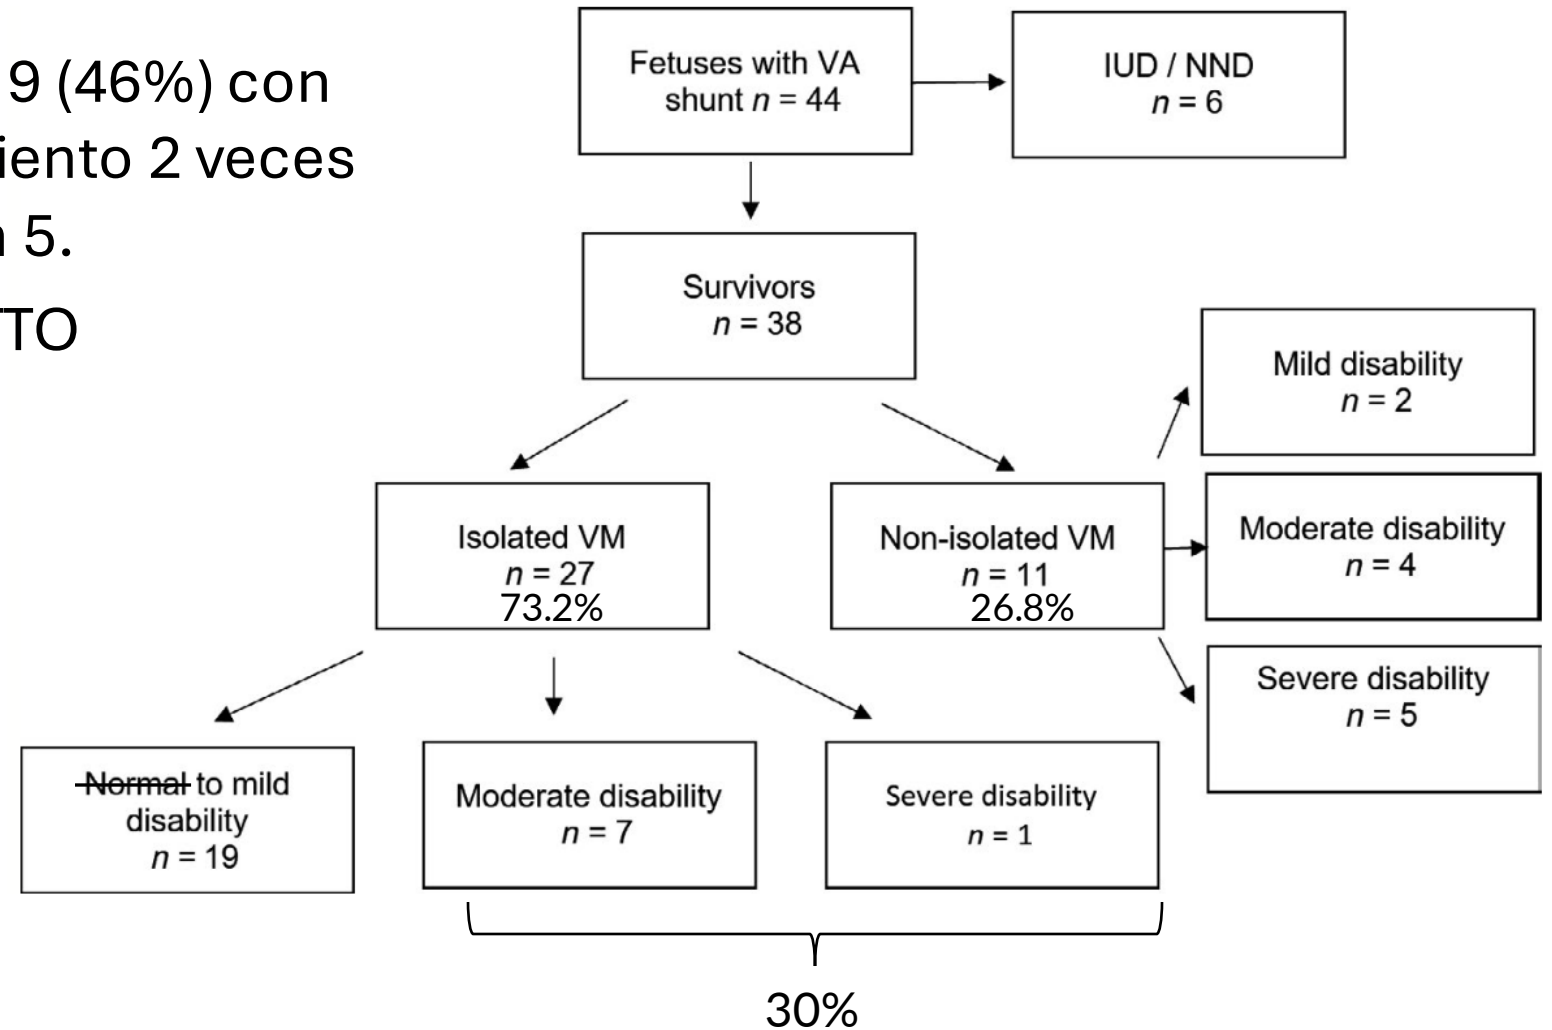 9 (46%) con
iento 2 veces
5.
TTO
Fetuses with VA
shunt n = 44
IUD / NND
n = 6
Survivors
n = 38
Isolated VM
n = 27
73.2%
Non-isolated VM
n = 11
26.8%
Mild disability
n = 2
Moderate disability
n = 4
Severe disability
n = 5
Normal to mild
disability
n = 19
Moderate disability
n = 7
Severe disability
n = 1
30%